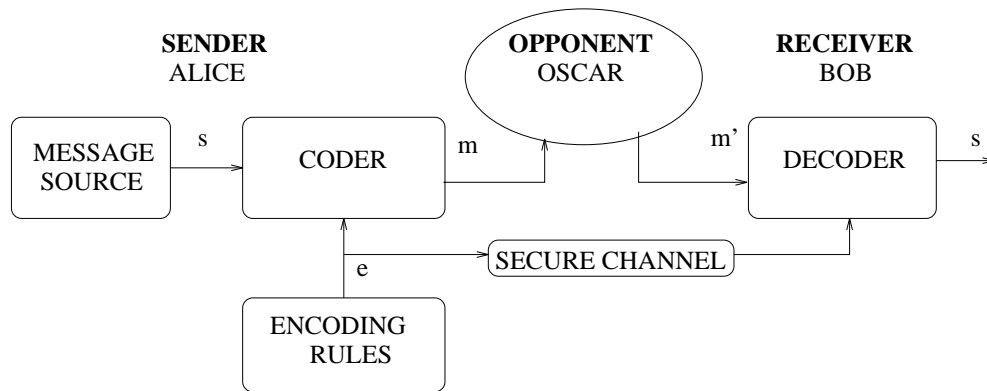 SENDER
ALICE
OPPONENT
OSCAR
RECEIVER
BOB
MESSAGE
SOURCE
s
CODER
m
m'
DECODER
s
e
SECURE CHANNEL
ENCODING
RULES